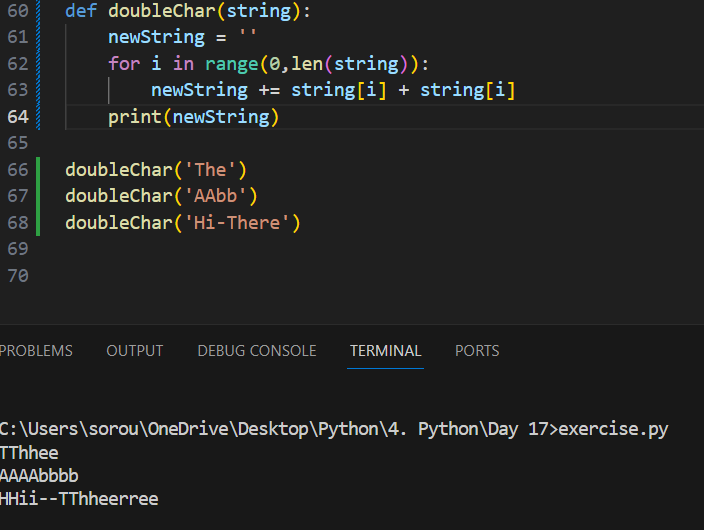 60 def doubleChar(string):
61     newString = ''
62     for i in range(0,len(string)):
63         newString += string[i] + string[i]
64     print(newString)
65
66 doubleChar('The')
67 doubleChar('AAbb')
68 doubleChar('Hi-There')
69
70
PROBLEMS OUTPUT DEBUG CONSOLE TERMINAL PORTS
C:\Users\sorou\OneDrive\Desktop\Python\4. Python\Day 17>exercise.py
TThhee
AAAAbbbb
HHii--TThheerree